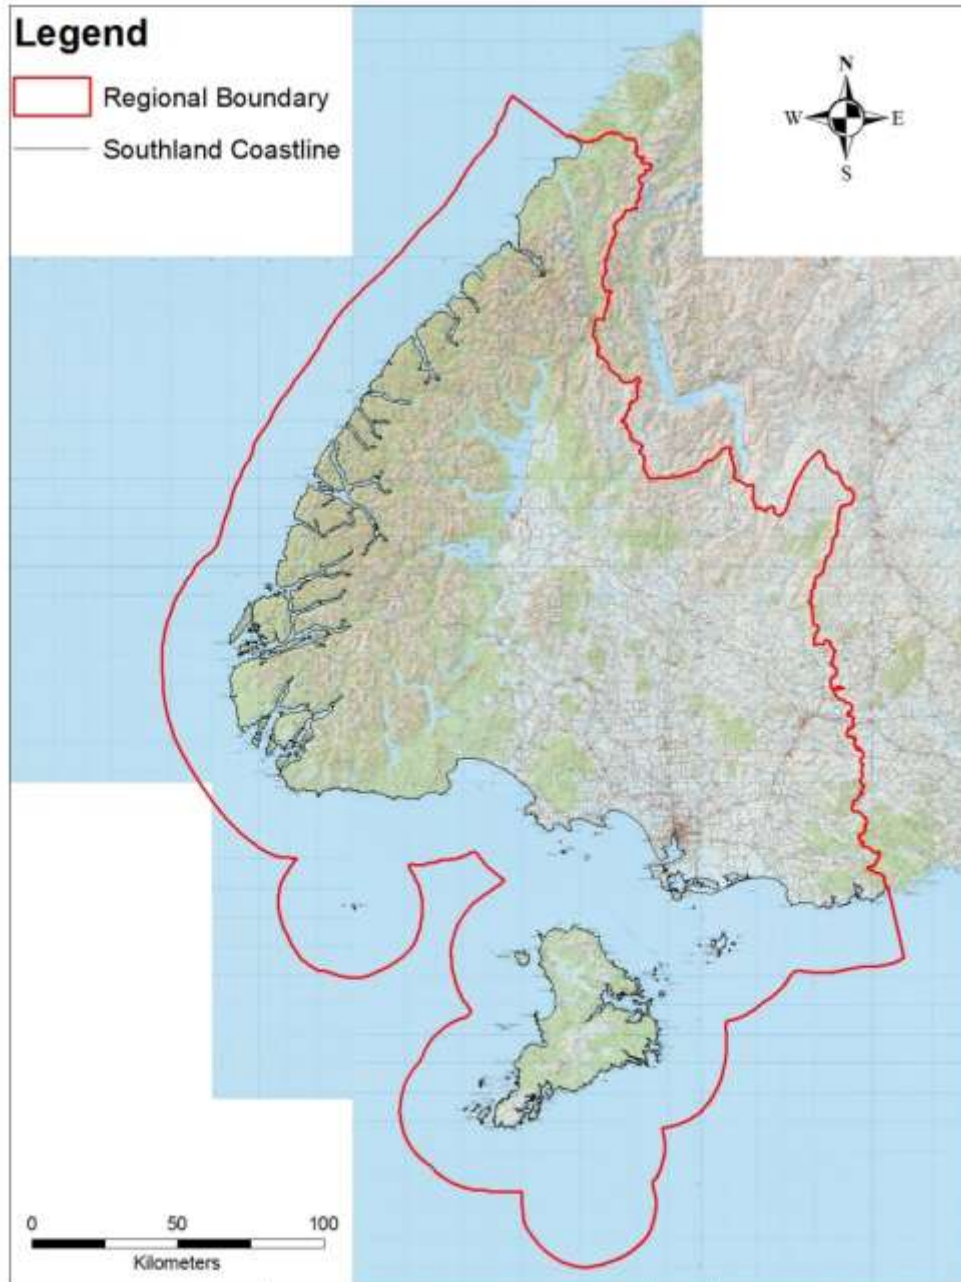 Legend
Regional Boundary
Southland Coastline
N
W E
S
0 50 100
Kilometers